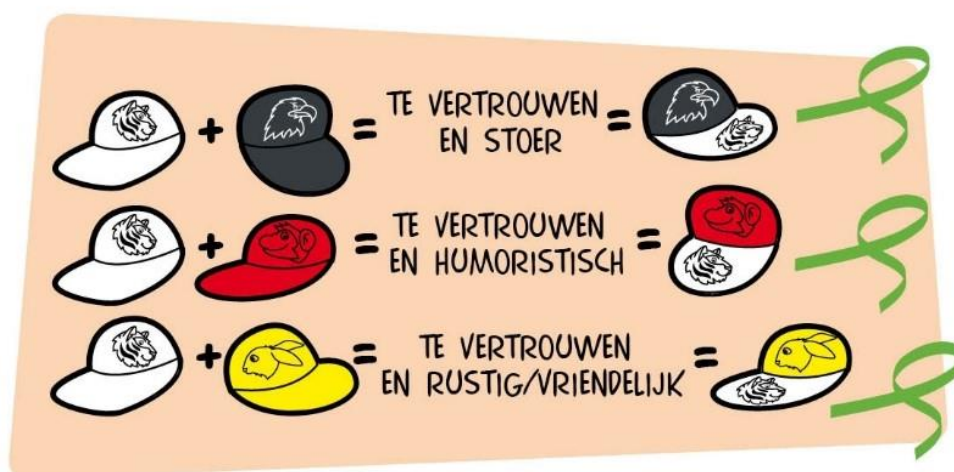 + = TE VERTROUWEN
EN STOER =
+ = TE VERTROUWEN
EN HUMORISTISCH =
+ = TE VERTROUWEN
EN RUSTIG/VRIENDELIJK =